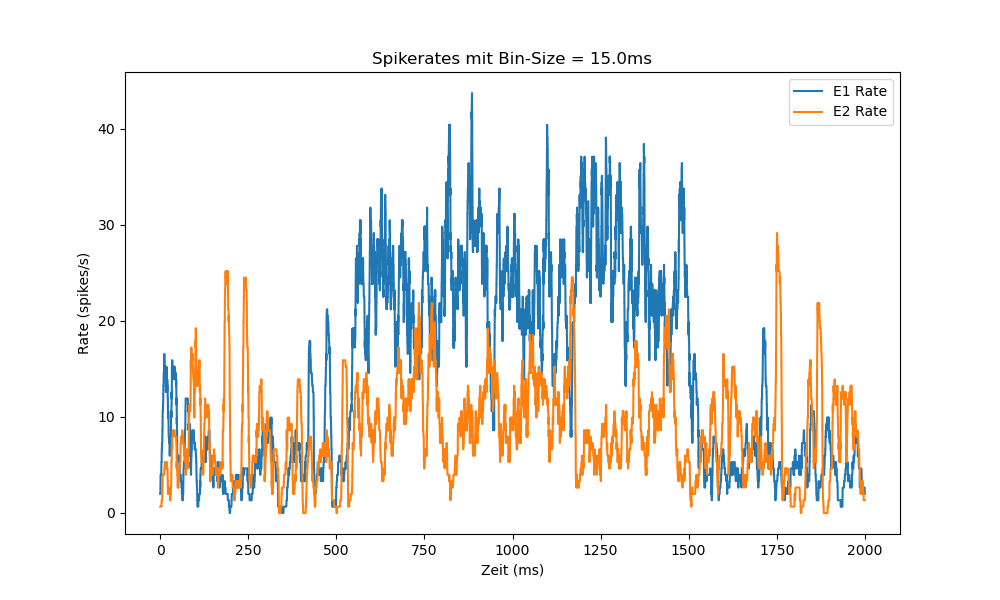 Spikerates mit Bin-Size = 15.0ms
E1 Rate
E2 Rate
Rate (spikes/s)
40
30
20
10
0
0 250 500 750 1000 1250 1500 1750 2000
Zeit (ms)